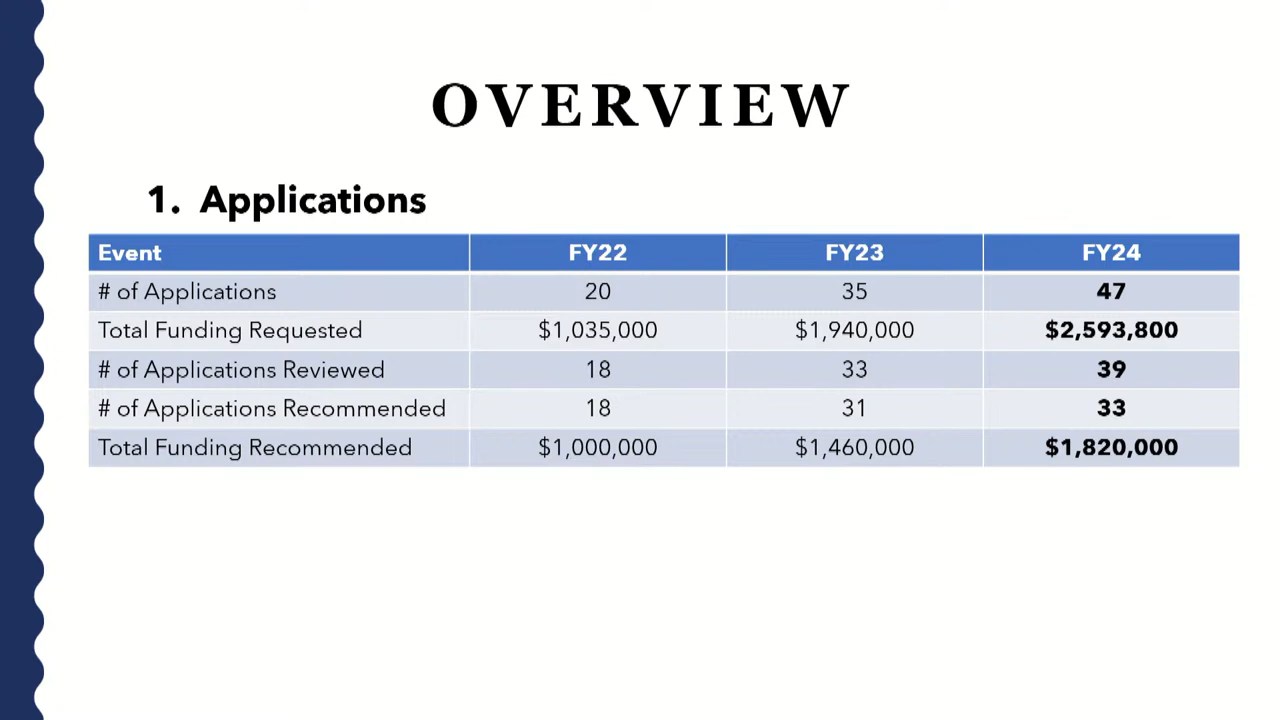 OVERVIEW
1. Applications
Event FY22 FY23 FY24
# of Applications 20 35 47
Total Funding Requested $1,035,000 $1,940,000 $2,593,800
# of Applications Reviewed 18 33 39
# of Applications Recommended 18 31 33
Total Funding Recommended $1,000,000 $1,460,000 $1,820,000